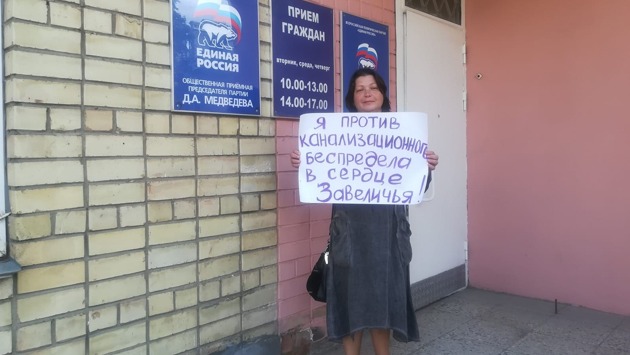 ЕДИНАЯ
РОССИЯ
ОБЩЕСТВЕННАЯ ПРИЁМНАЯ
ПРЕДСЕДАТЕЛЯ ПАРТИИ
Д.А. МЕДВЕДЕВА
ПРИЕМ
ГРАЖДАН
вторник, среда, четверг
10.00-13.00
14.00-17.00
Я ПРОТИВ
КАНАЛИЗАЦИОННОГО
БЕСПРЕДЕЛА
В СЕРДЦЕ
ЗАВЕЛИЧЬЯ!